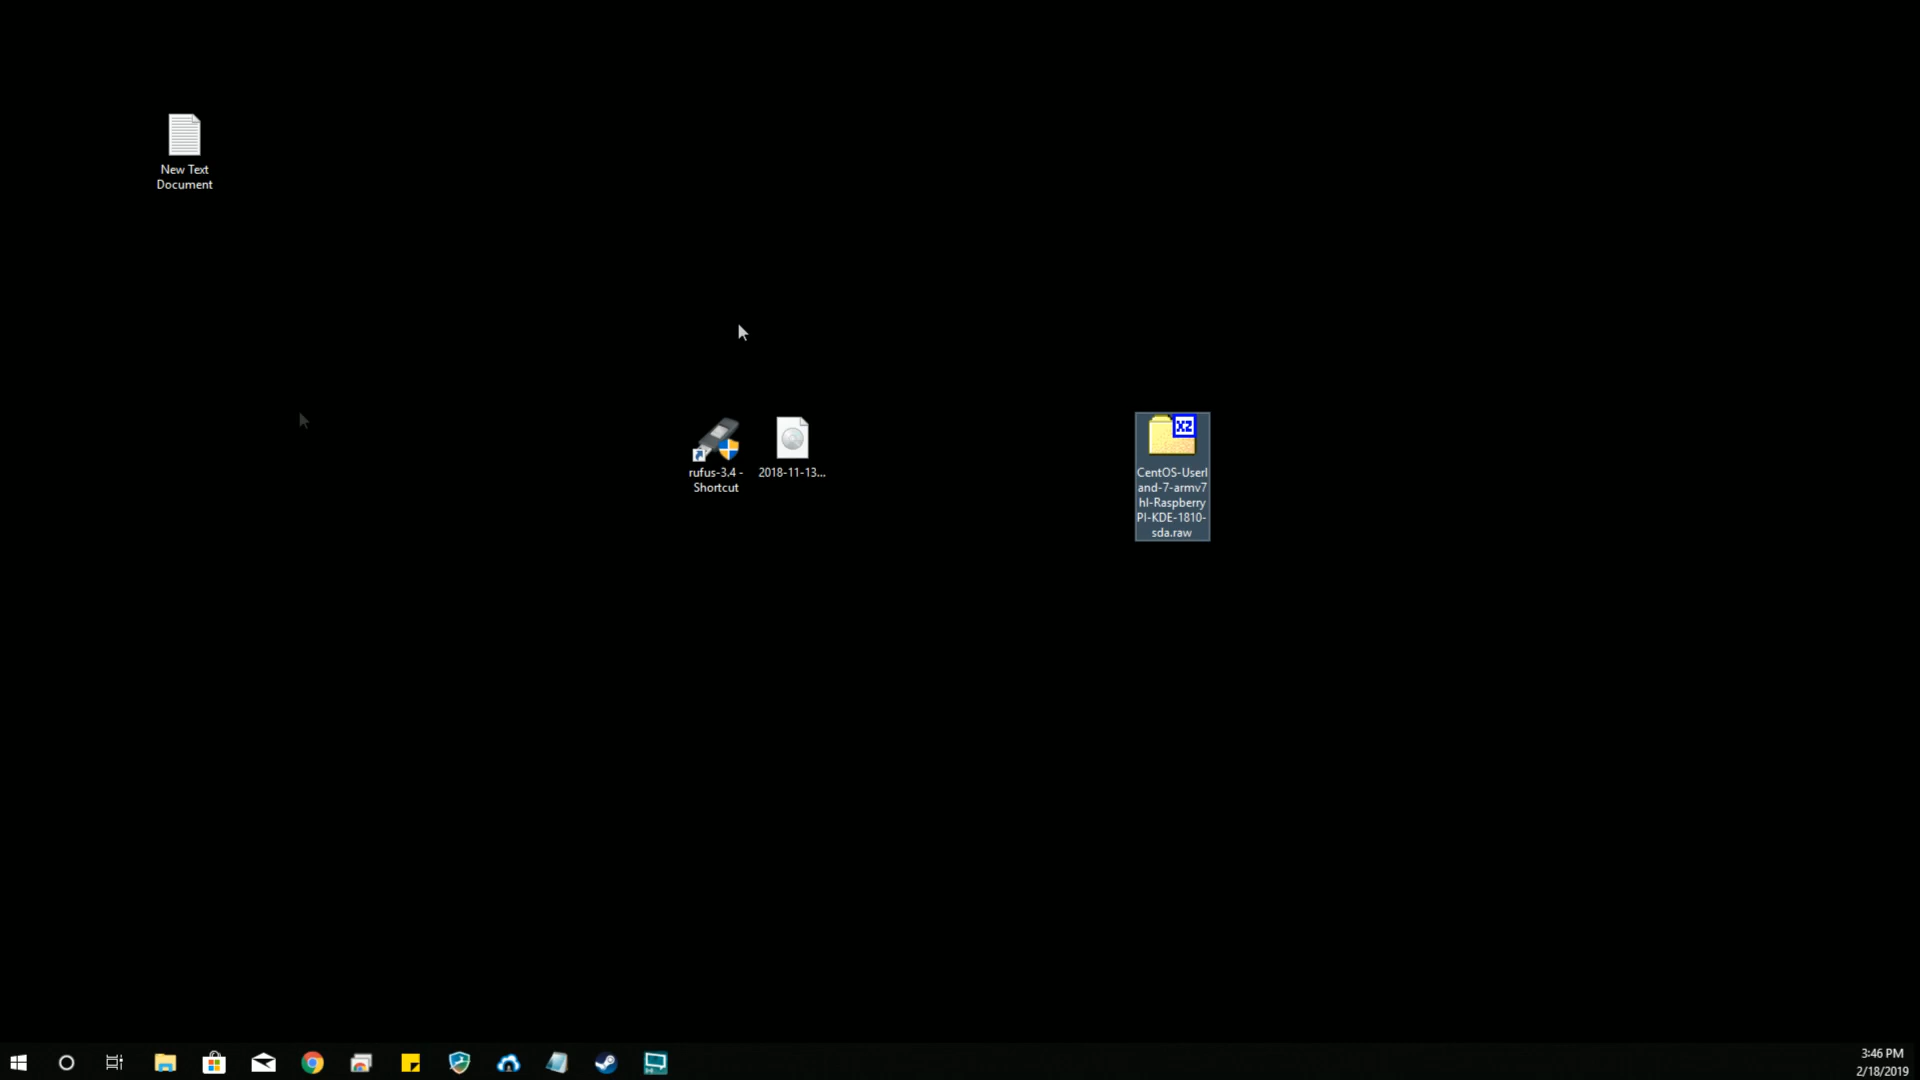 New Text
Document
rufus-3.4 -
Shortcut
2018-11-13...
XZ
CentOS-Userl
and-7-armv7
hl-Raspberry
PI-KDE-1810-
sda.raw
3:46 PM
2/18/2019